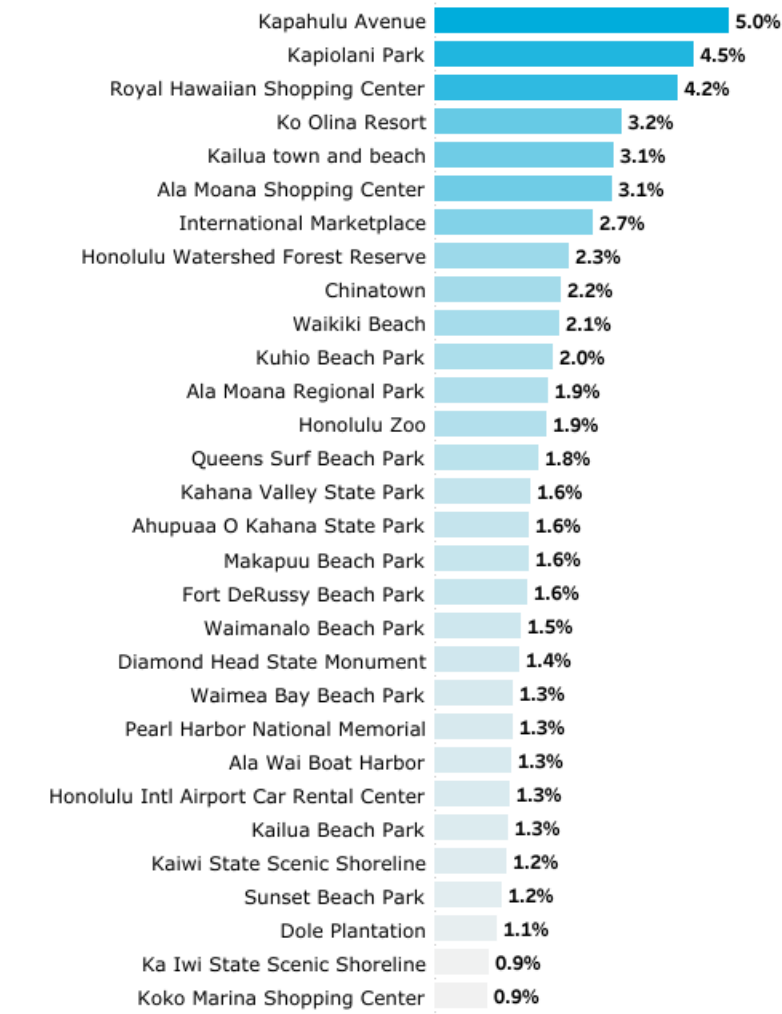 Kapahulu Avenue 5.0%
Kapiolani Park 4.5%
Royal Hawaiian Shopping Center 4.2%
Ko Olina Resort 3.2%
Kailua town and beach 3.1%
Ala Moana Shopping Center 3.1%
International Marketplace 2.7%
Honolulu Watershed Forest Reserve 2.3%
Chinatown 2.2%
Waikiki Beach 2.1%
Kuhio Beach Park 2.0%
Ala Moana Regional Park 1.9%
Honolulu Zoo 1.9%
Queens Surf Beach Park 1.8%
Kahana Valley State Park 1.6%
Ahupuaa O Kahana State Park 1.6%
Makapuu Beach Park 1.6%
Fort DeRussy Beach Park 1.6%
Waimanalo Beach Park 1.5%
Diamond Head State Monument 1.4%
Waimea Bay Beach Park 1.3%
Pearl Harbor National Memorial 1.3%
Ala Wai Boat Harbor 1.3%
Honolulu Intl Airport Car Rental Center 1.3%
Kailua Beach Park 1.3%
Kaiwi State Scenic Shoreline 1.2%
Sunset Beach Park 1.2%
Dole Plantation 1.1%
Ka Iwi State Scenic Shoreline 0.9%
Koko Marina Shopping Center 0.9%